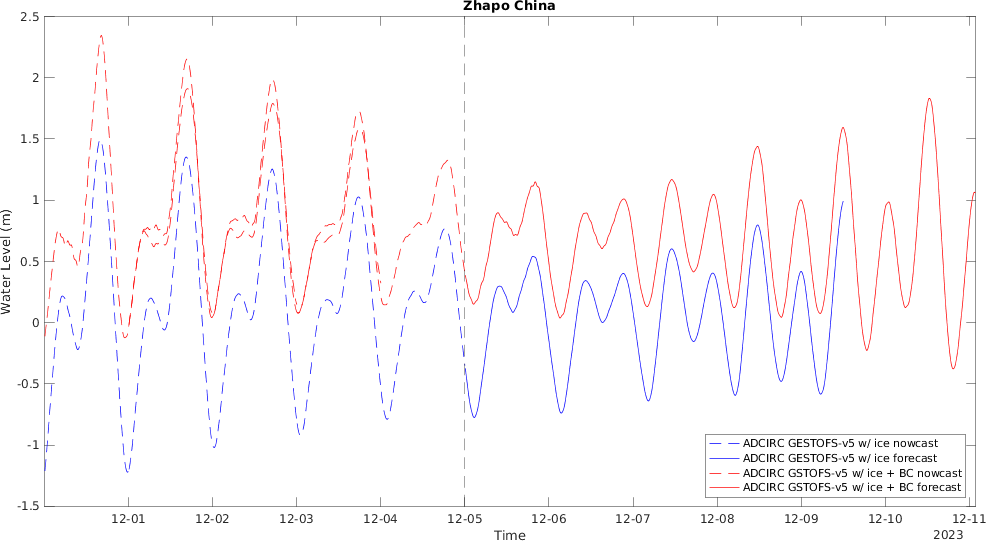 Zhapo China
2.5
2
1.5
1
0.5
0
-0.5
-1
-1.5
Water Level (m)
12-01 12-02 12-03 12-04 12-05 12-06 12-07 12-08 12-09 12-10 12-11
Time
2023
ADCIRC GESTOFS-v5 w/ ice nowcast
ADCIRC GESTOFS-v5 w/ ice forecast
ADCIRC GSTOFS-v5 w/ ice + BC nowcast
ADCIRC GSTOFS-v5 w/ ice + BC forecast